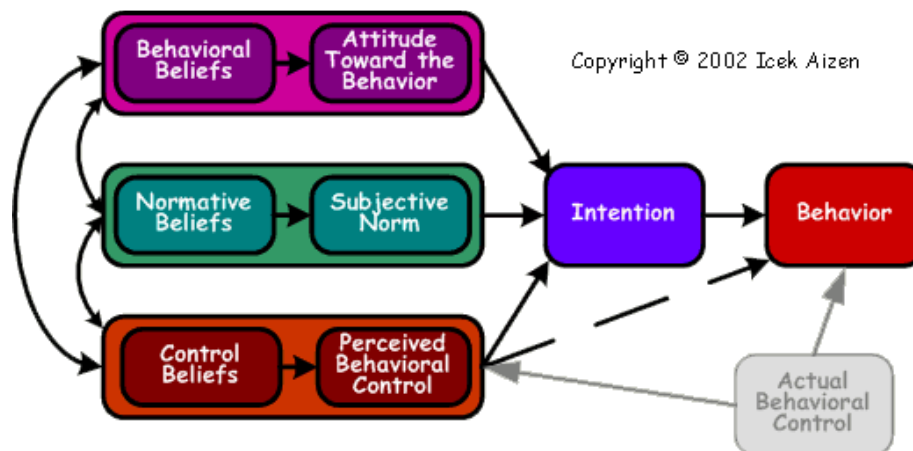 Behavioral
Beliefs
Attitude
Toward the
Behavior
Copyright © 2002 Icek Aizen
Normative
Beliefs
Subjective
Norm
Intention
Behavior
Control
Beliefs
Perceived
Behavioral
Control
Actual
Behavioral
Control